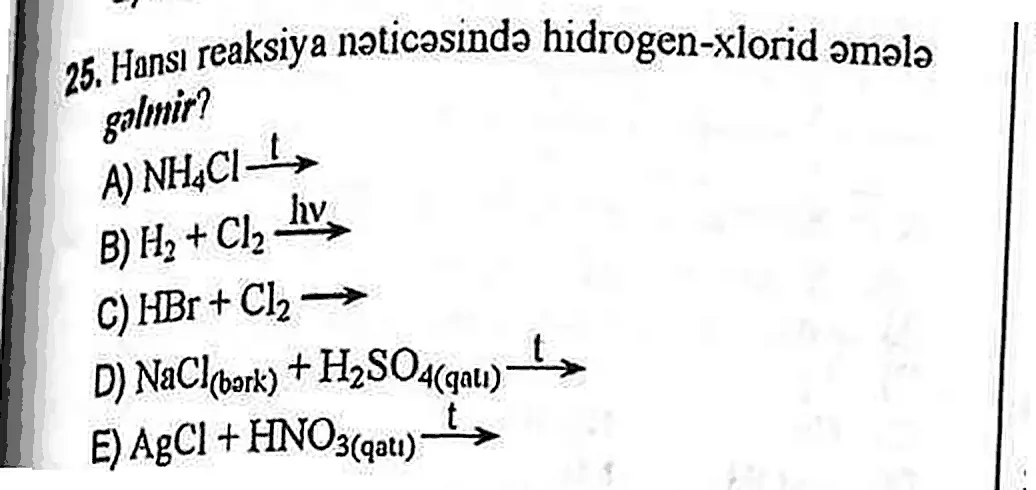 25. Hansı reaksiya nəticəsində hidrogen-xlorid əmələ
gəlmir?
A) NH₄Cl —t→
B) H₂ + Cl₂ —hν→
C) HBr + Cl₂ →
D) NaCl(bərk) + H₂SO₄(qatı) —t→
E) AgCl + HNO₃(qatı) —t→